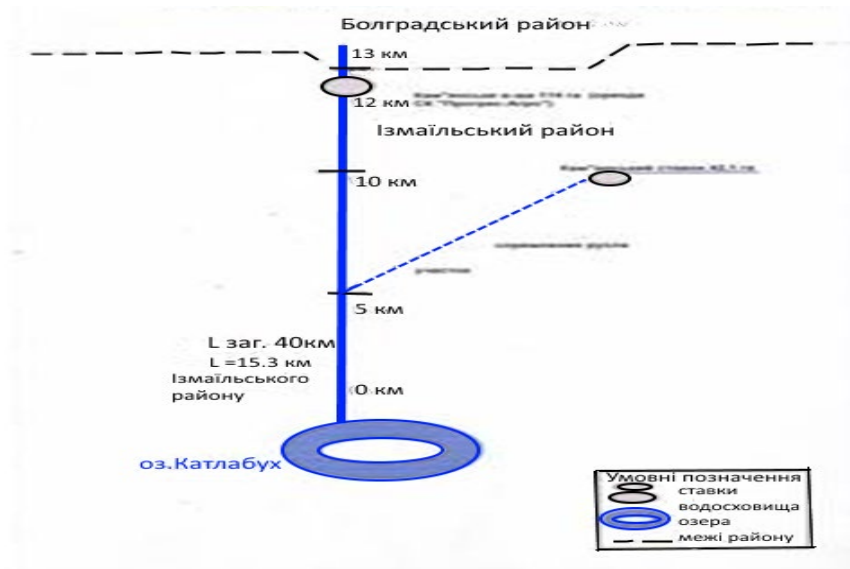 Болградський район
13 км
12 км
Ізмаїльський район
10 км
5 км
L заг. 40км
L =15.3 км
Ізмаїльського
району
0 км
оз.Катлабух
Умовні позначення
ставки
водосховища
озера
межі району